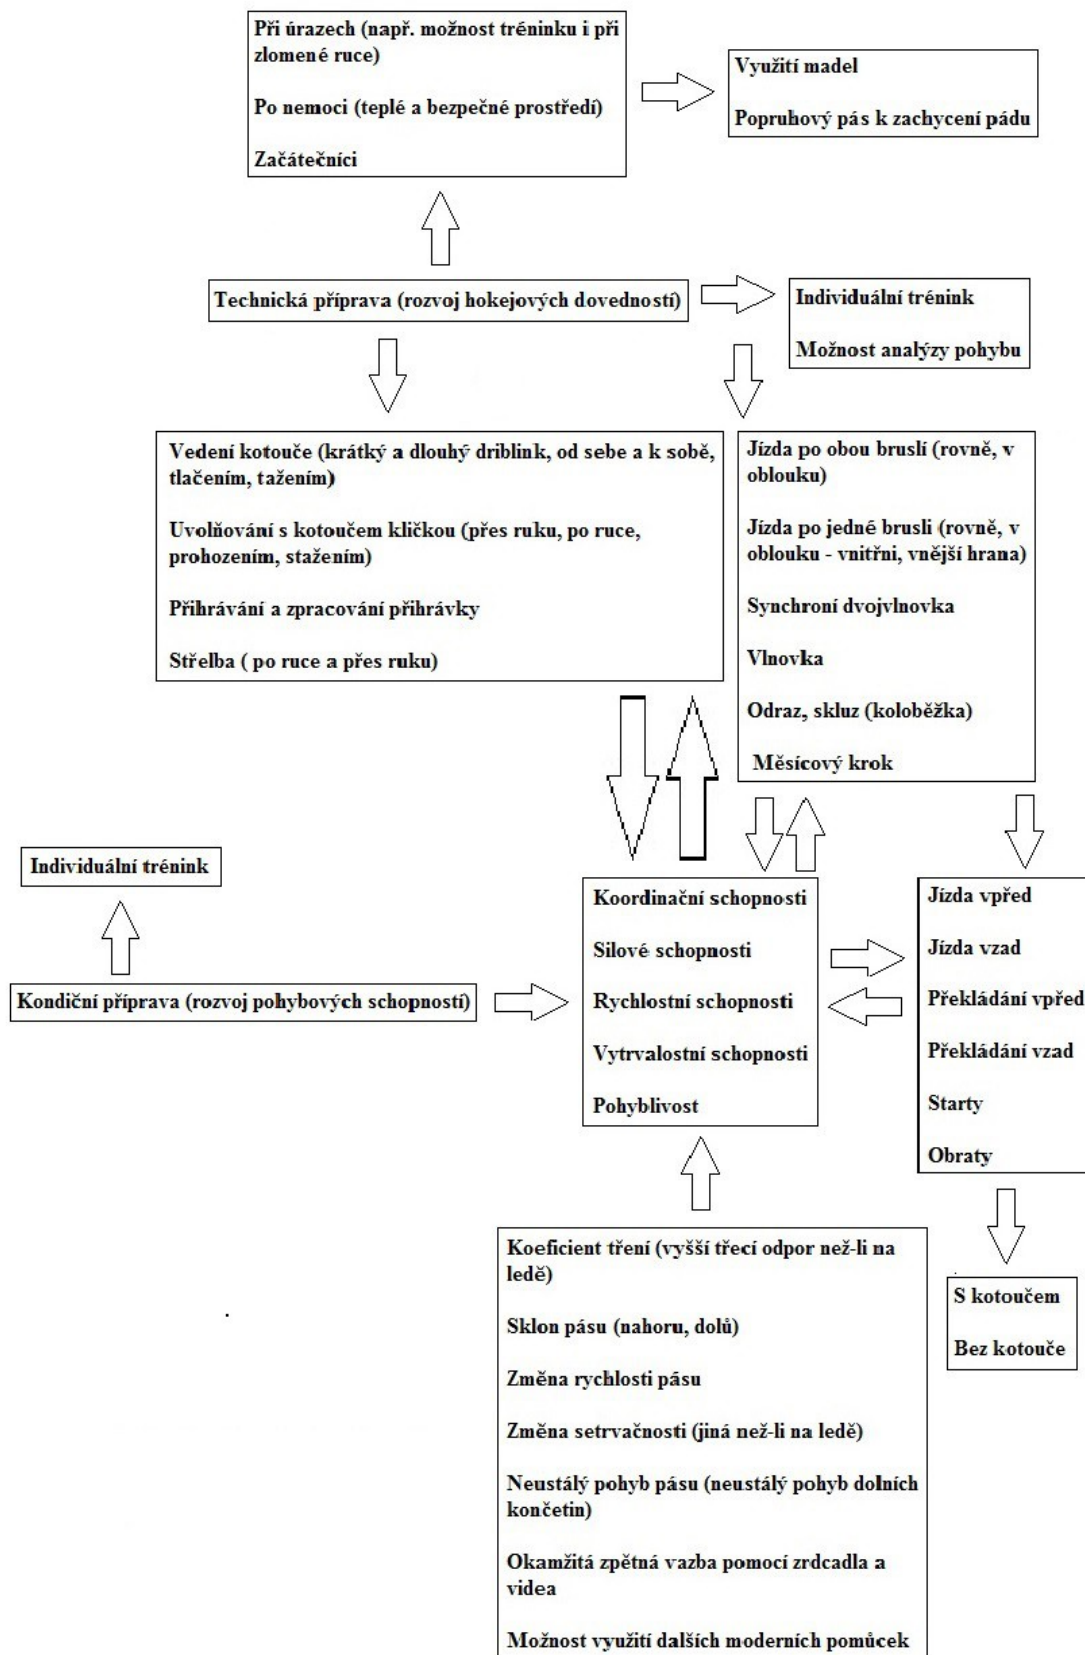 Při úrazech (např. možnost tréninku i při
zlomené ruce)
Po nemoci (teplé a bezpečné prostředí)
Začátečníci
Využití madel
Popruhový pás k zachycení pádu
Technická příprava (rozvoj hokejových dovedností)
Individuální trénink
Možnost analýzy pohybu
Vedení kotouče (krátký a dlouhý driblink, od sebe a k sobě,
tlačením, tažením)
Uvolňování s kotoučem kličkou (přes ruku, po ruce,
prohozením, stažením)
Přihrávání a zpracování přihrávky
Střelba ( po ruce a přes ruku)
Jízda po obou bruslí (rovně, v
oblouku)
Jízda po jedné brusli (rovně, v
oblouku - vnitřni, vnější hrana)
Synchroní dvojvlnovka
Vlnovka
Odraz, skluz (koloběžka)
Měsícový krok
Individuální trénink
Kondiční příprava (rozvoj pohybových schopností)
Koordinační schopnosti
Silové schopnosti
Rychlostní schopnosti
Vytrvalostní schopnosti
Pohyblivost
Jízda vpřed
Jízda vzad
Překládání vpřed
Překládání vzad
Starty
Obraty
S kotoučem
Bez kotouče
Koeficient tření (vyšší třecí odpor než-li na
ledě)
Sklon pásu (nahoru, dolů)
Změna rychlosti pásu
Změna setrvačnosti (jiná než-li na ledě)
Neustálý pohyb pásu (neustálý pohyb dolních
končetin)
Okamžitá zpětná vazba pomocí zrdcadla a
videa
Možnost využití dalších moderních pomůcek